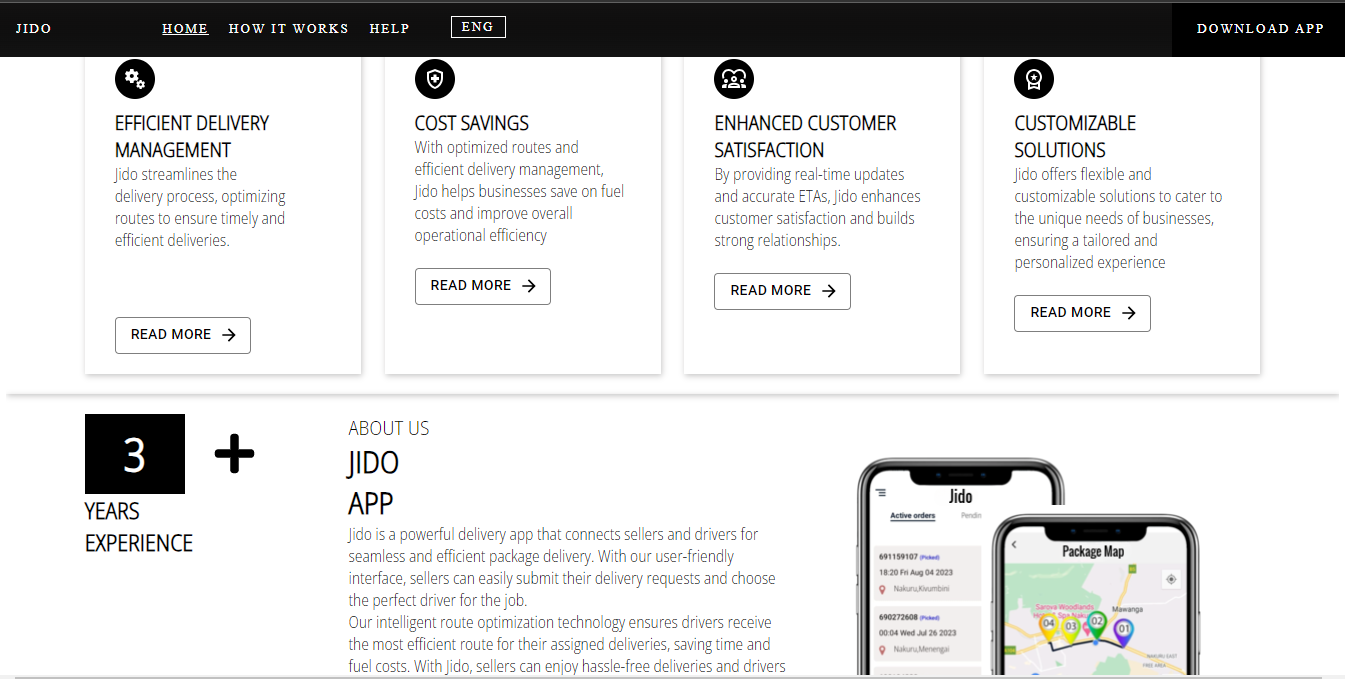 JIDO
HOME
HOW IT WORKS
HELP
ENG
DOWNLOAD APP
EFFICIENT DELIVERY
MANAGEMENT
Jido streamlines the
delivery process, optimizing
routes to ensure timely and
efficient deliveries.
READ MORE
COST SAVINGS
With optimized routes and
efficient delivery management,
Jido helps businesses save on fuel
costs and improve overall
operational efficiency
READ MORE
ENHANCED CUSTOMER
SATISFACTION
By providing real-time updates
and accurate ETAs, Jido enhances
customer satisfaction and builds
strong relationships.
READ MORE
CUSTOMIZABLE
SOLUTIONS
Jido offers flexible and
customizable solutions to cater to
the unique needs of businesses,
ensuring a tailored and
personalized experience
READ MORE
3
YEARS
EXPERIENCE
ABOUT US
JIDO
APP
Jido is a powerful delivery app that connects sellers and drivers for
seamless and efficient package delivery. With our user-friendly
interface, sellers can easily submit their delivery requests and choose
the perfect driver for the job.
Our intelligent route optimization technology ensures drivers receive
the most efficient route for their assigned deliveries, saving time and
fuel costs. With Jido, sellers can enjoy hassle-free deliveries and drivers
Jido
Active orders
Pendin
691159107 (Picked)
18:20 Fri Aug 04 2023
Nakuru,Kivumbini
690272608 (Picked)
00:04 Wed Jul 26 2023
Nakuru,Menengai
Package Map
Sarova Woodlands
Mawanga
04
03
02
01
NAKURU EAST
FREE AREA